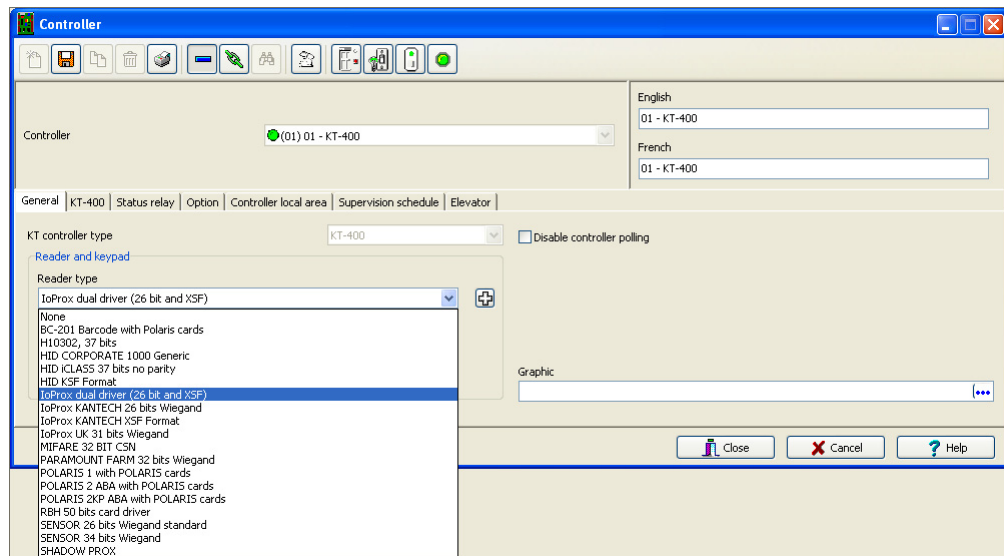 Controller
English
01 - KT-400
Controller
(01) 01 - KT-400
French
01 - KT-400
General KT-400 Status relay Option Controller local area Supervision schedule Elevator
KT controller type
KT-400
Disable controller polling
Reader and keypad
Reader type
IoProx dual driver (26 bit and XSF)
None
BC-201 Barcode with Polaris cards
H10302, 37 bits
HID CORPORATE 1000 Generic
HID iCLASS 37 bits no parity
HID KSF Format
IoProx dual driver (26 bit and XSF)
IoProx KANTECH 26 bits Wiegand
IoProx KANTECH XSF Format
IoProx UK 31 bits Wiegand
MIFARE 32 BIT CSN
PARAMOUNT FARM 32 bits Wiegand
POLARIS 1 with POLARIS cards
POLARIS 2 ABA with POLARIS cards
POLARIS 2KP ABA with POLARIS cards
RBH 50 bits card driver
SENSOR 26 bits Wiegand standard
SENSOR 34 bits Wiegand
SHADOW PROX
Graphic
Close Cancel Help